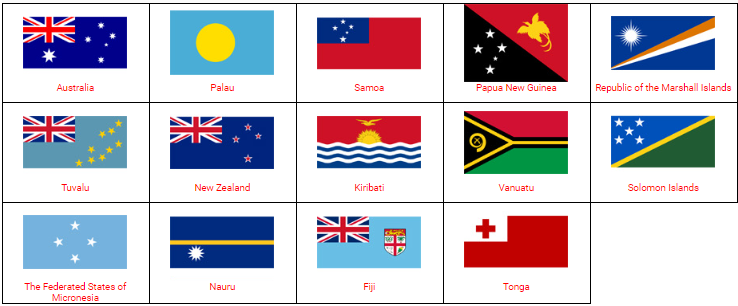 Australia
Palau
Samoa
Papua New Guinea
Republic of the Marshall Islands
Tuvalu
New Zealand
Kiribati
Vanuatu
Solomon Islands
The Federated States of
Micronesia
Nauru
Fiji
Tonga